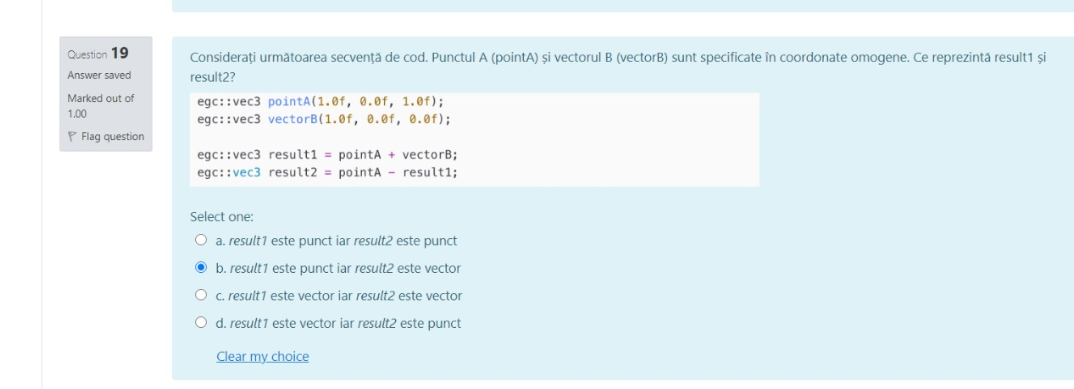 Question 19
Answer saved
Marked out of
1.00
Flag question
Considerați următoarea secvență de cod. Punctul A (pointA) și vectorul B (vectorB) sunt specificate în coordonate omogene. Ce reprezintă result1 și
result2?
egc::vec3 pointA(1.0f, 0.0f, 1.0f);
egc::vec3 vectorB(1.0f, 0.0f, 0.0f);
egc::vec3 result1 = pointA + vectorB;
egc::vec3 result2 = pointA - result1;
Select one:
a. result1 este punct iar result2 este punct
b. result1 este punct iar result2 este vector
c. result1 este vector iar result2 este vector
d. result1 este vector iar result2 este punct
Clear my choice